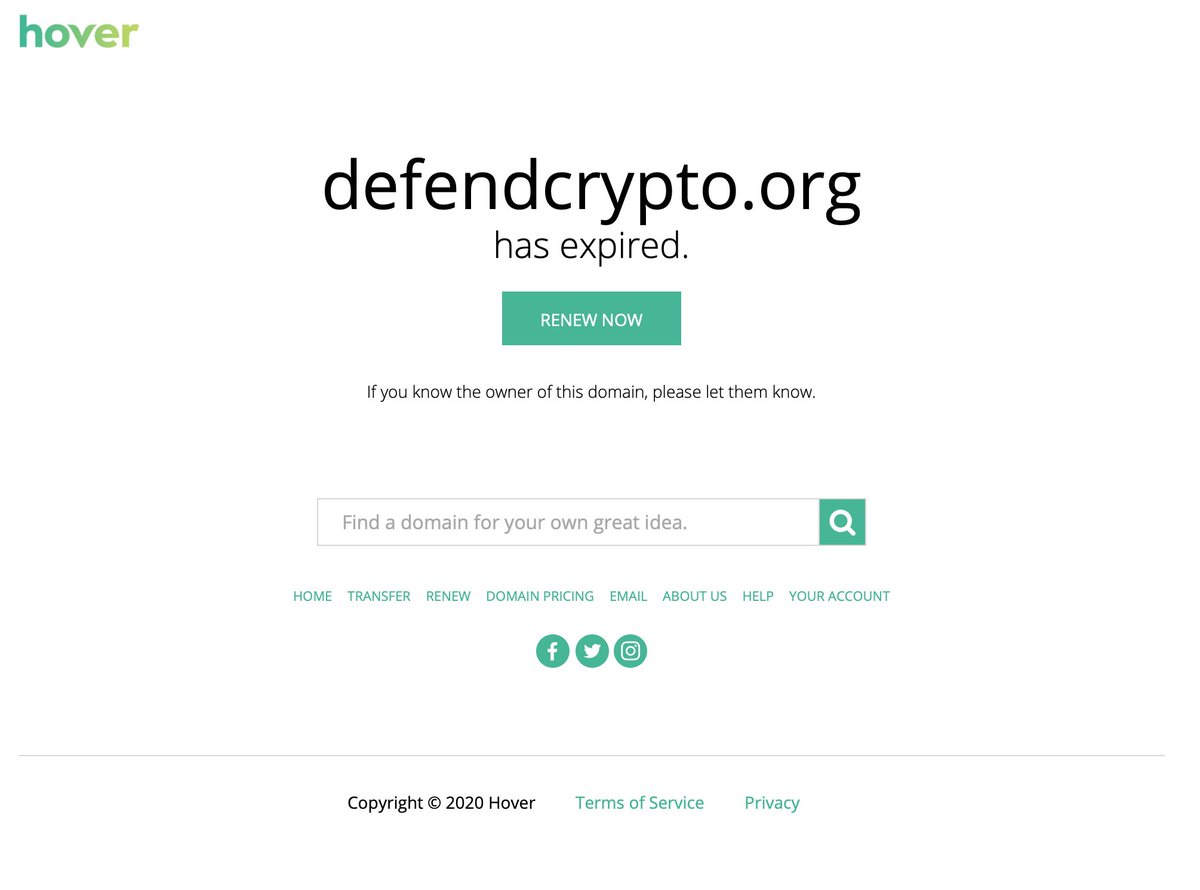 hover
defendcrypto.org
has expired.
RENEW NOW
If you know the owner of this domain, please let them know.
Find a domain for your own great idea.
HOME TRANSFER RENEW DOMAIN PRICING EMAIL ABOUT US HELP YOUR ACCOUNT
Copyright © 2020 Hover Terms of Service Privacy